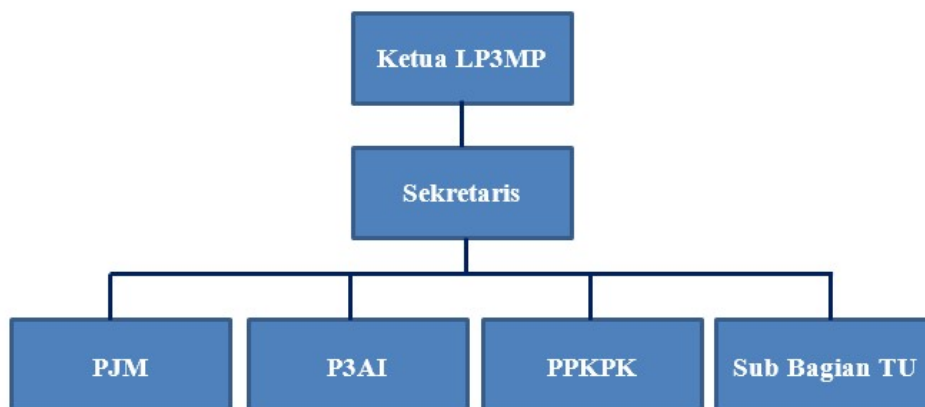 Ketua LP3MP
Sekretaris
PJM
P3AI
PPKPK
Sub Bagian TU